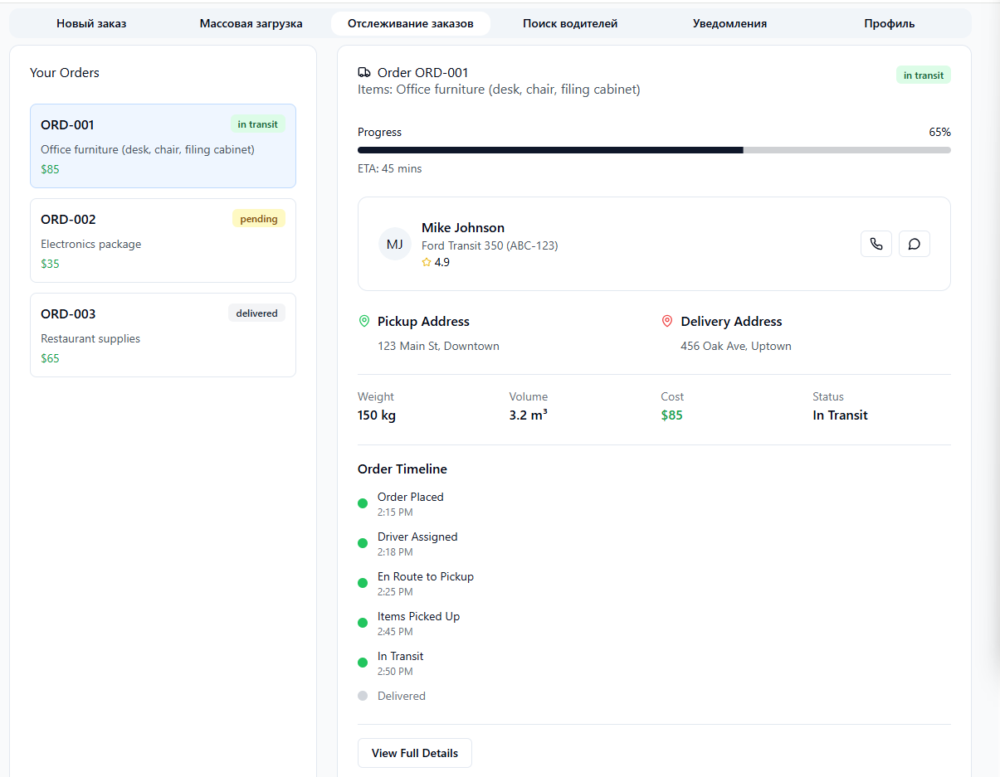 Новый заказ
Массовая загрузка
Отслеживание заказов
Поиск водителей
Уведомления
Профиль
Your Orders
ORD-001
in transit
Office furniture (desk, chair, filing cabinet)
$85
ORD-002
pending
Electronics package
$35
ORD-003
delivered
Restaurant supplies
$65
Order ORD-001
in transit
Items: Office furniture (desk, chair, filing cabinet)
Progress
65%
ETA: 45 mins
MJ
Mike Johnson
Ford Transit 350 (ABC-123)
4.9
Pickup Address
123 Main St, Downtown
Delivery Address
456 Oak Ave, Uptown
Weight
150 kg
Volume
3.2 m³
Cost
$85
Status
In Transit
Order Timeline
Order Placed
2:15 PM
Driver Assigned
2:18 PM
En Route to Pickup
2:25 PM
Items Picked Up
2:45 PM
In Transit
2:50 PM
Delivered
View Full Details